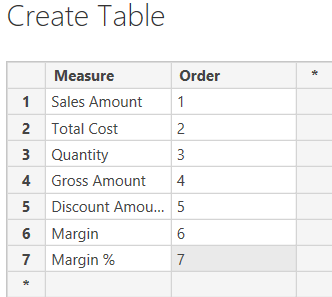 Create Table
Measure Order *
1 Sales Amount 1
2 Total Cost 2
3 Quantity 3
4 Gross Amount 4
5 Discount Amou... 5
6 Margin 6
7 Margin % 7
*